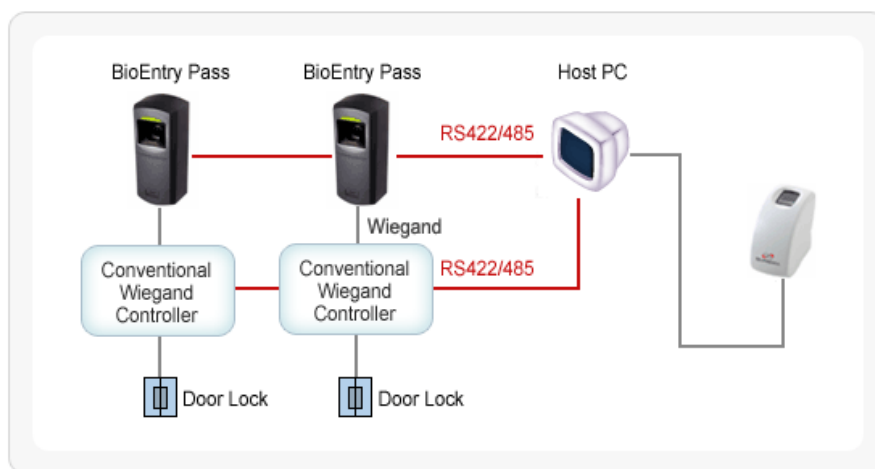 BioEntry Pass
BioEntry Pass
Host PC
RS422/485
Wiegand
Conventional
Wiegand
Controller
Conventional
Wiegand
Controller
RS422/485
Door Lock
Door Lock